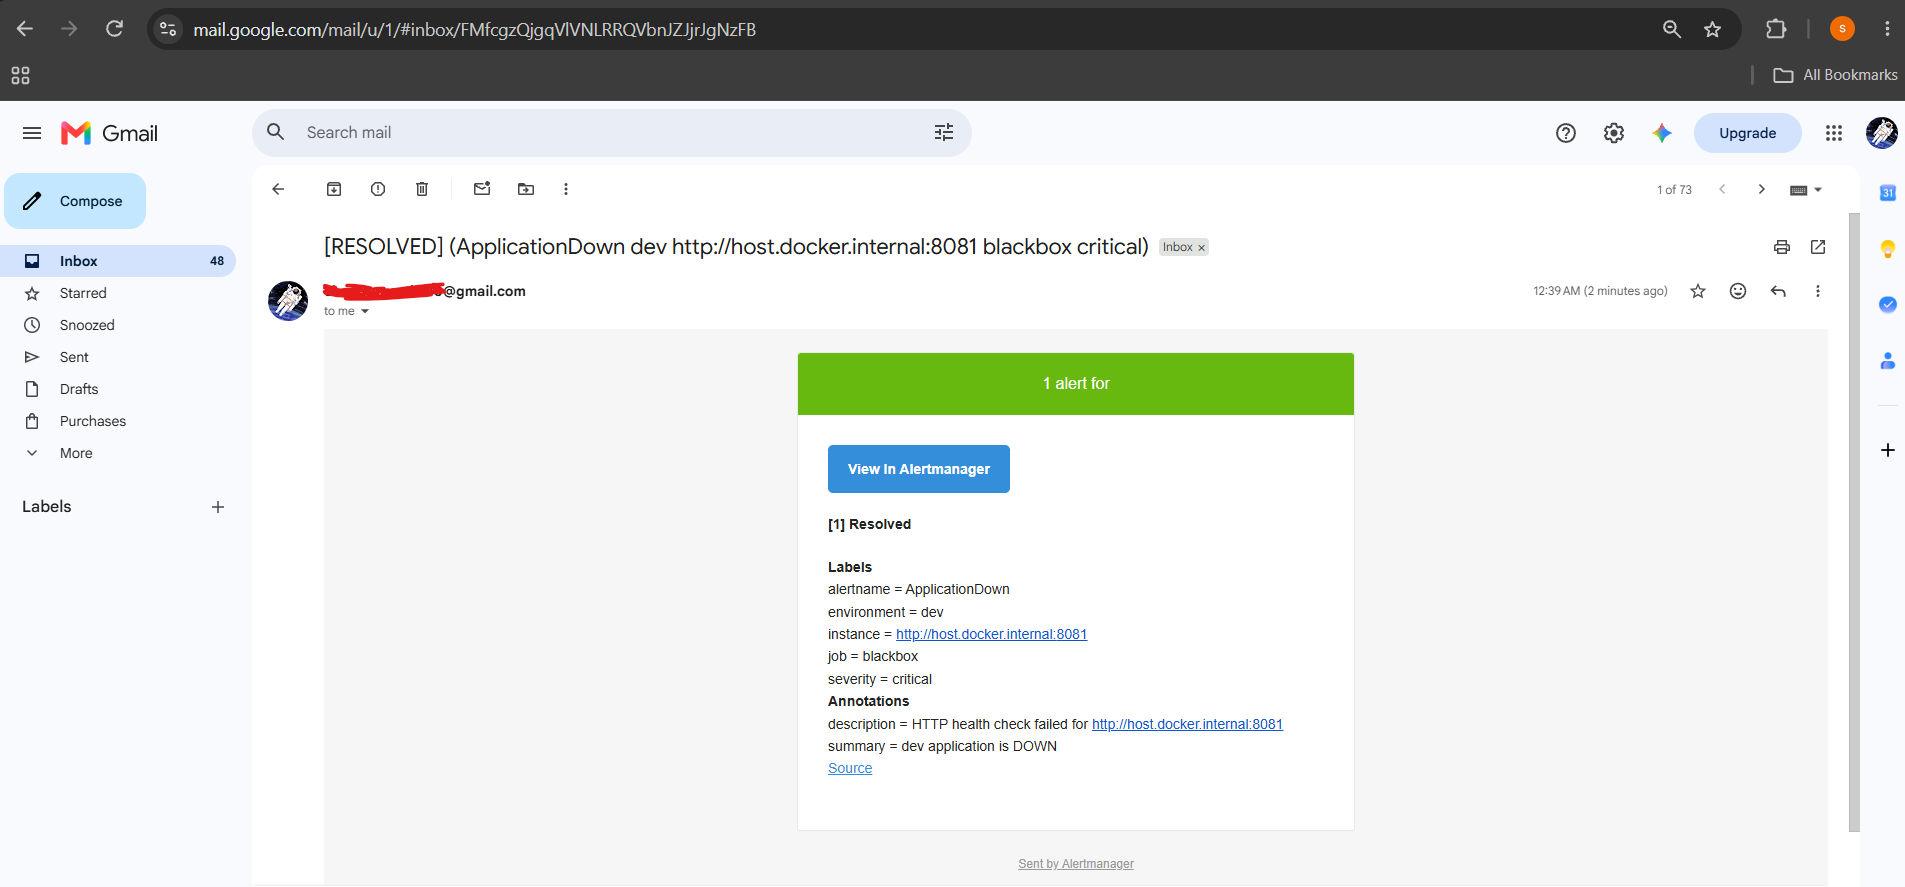 mail.google.com/mail/u/1/#inbox/FMfcgzQjgqVlVNLRRQVbnJZJjrJgNzFB
S
All Bookmarks
Gmail
Search mail
Upgrade
Compose
1 of 73
31
Inbox 48
Starred
Snoozed
Sent
Drafts
Purchases
More
Labels
[RESOLVED] (ApplicationDown dev http://host.docker.internal:8081 blackbox critical) Inbox x
@gmail.com
12:39 AM (2 minutes ago)
to me
1 alert for
View In Alertmanager
[1] Resolved
Labels
alertname = ApplicationDown
environment = dev
instance = http://host.docker.internal:8081
job = blackbox
severity = critical
Annotations
description = HTTP health check failed for http://host.docker.internal:8081
summary = dev application is DOWN
Source
Sent by Alertmanager